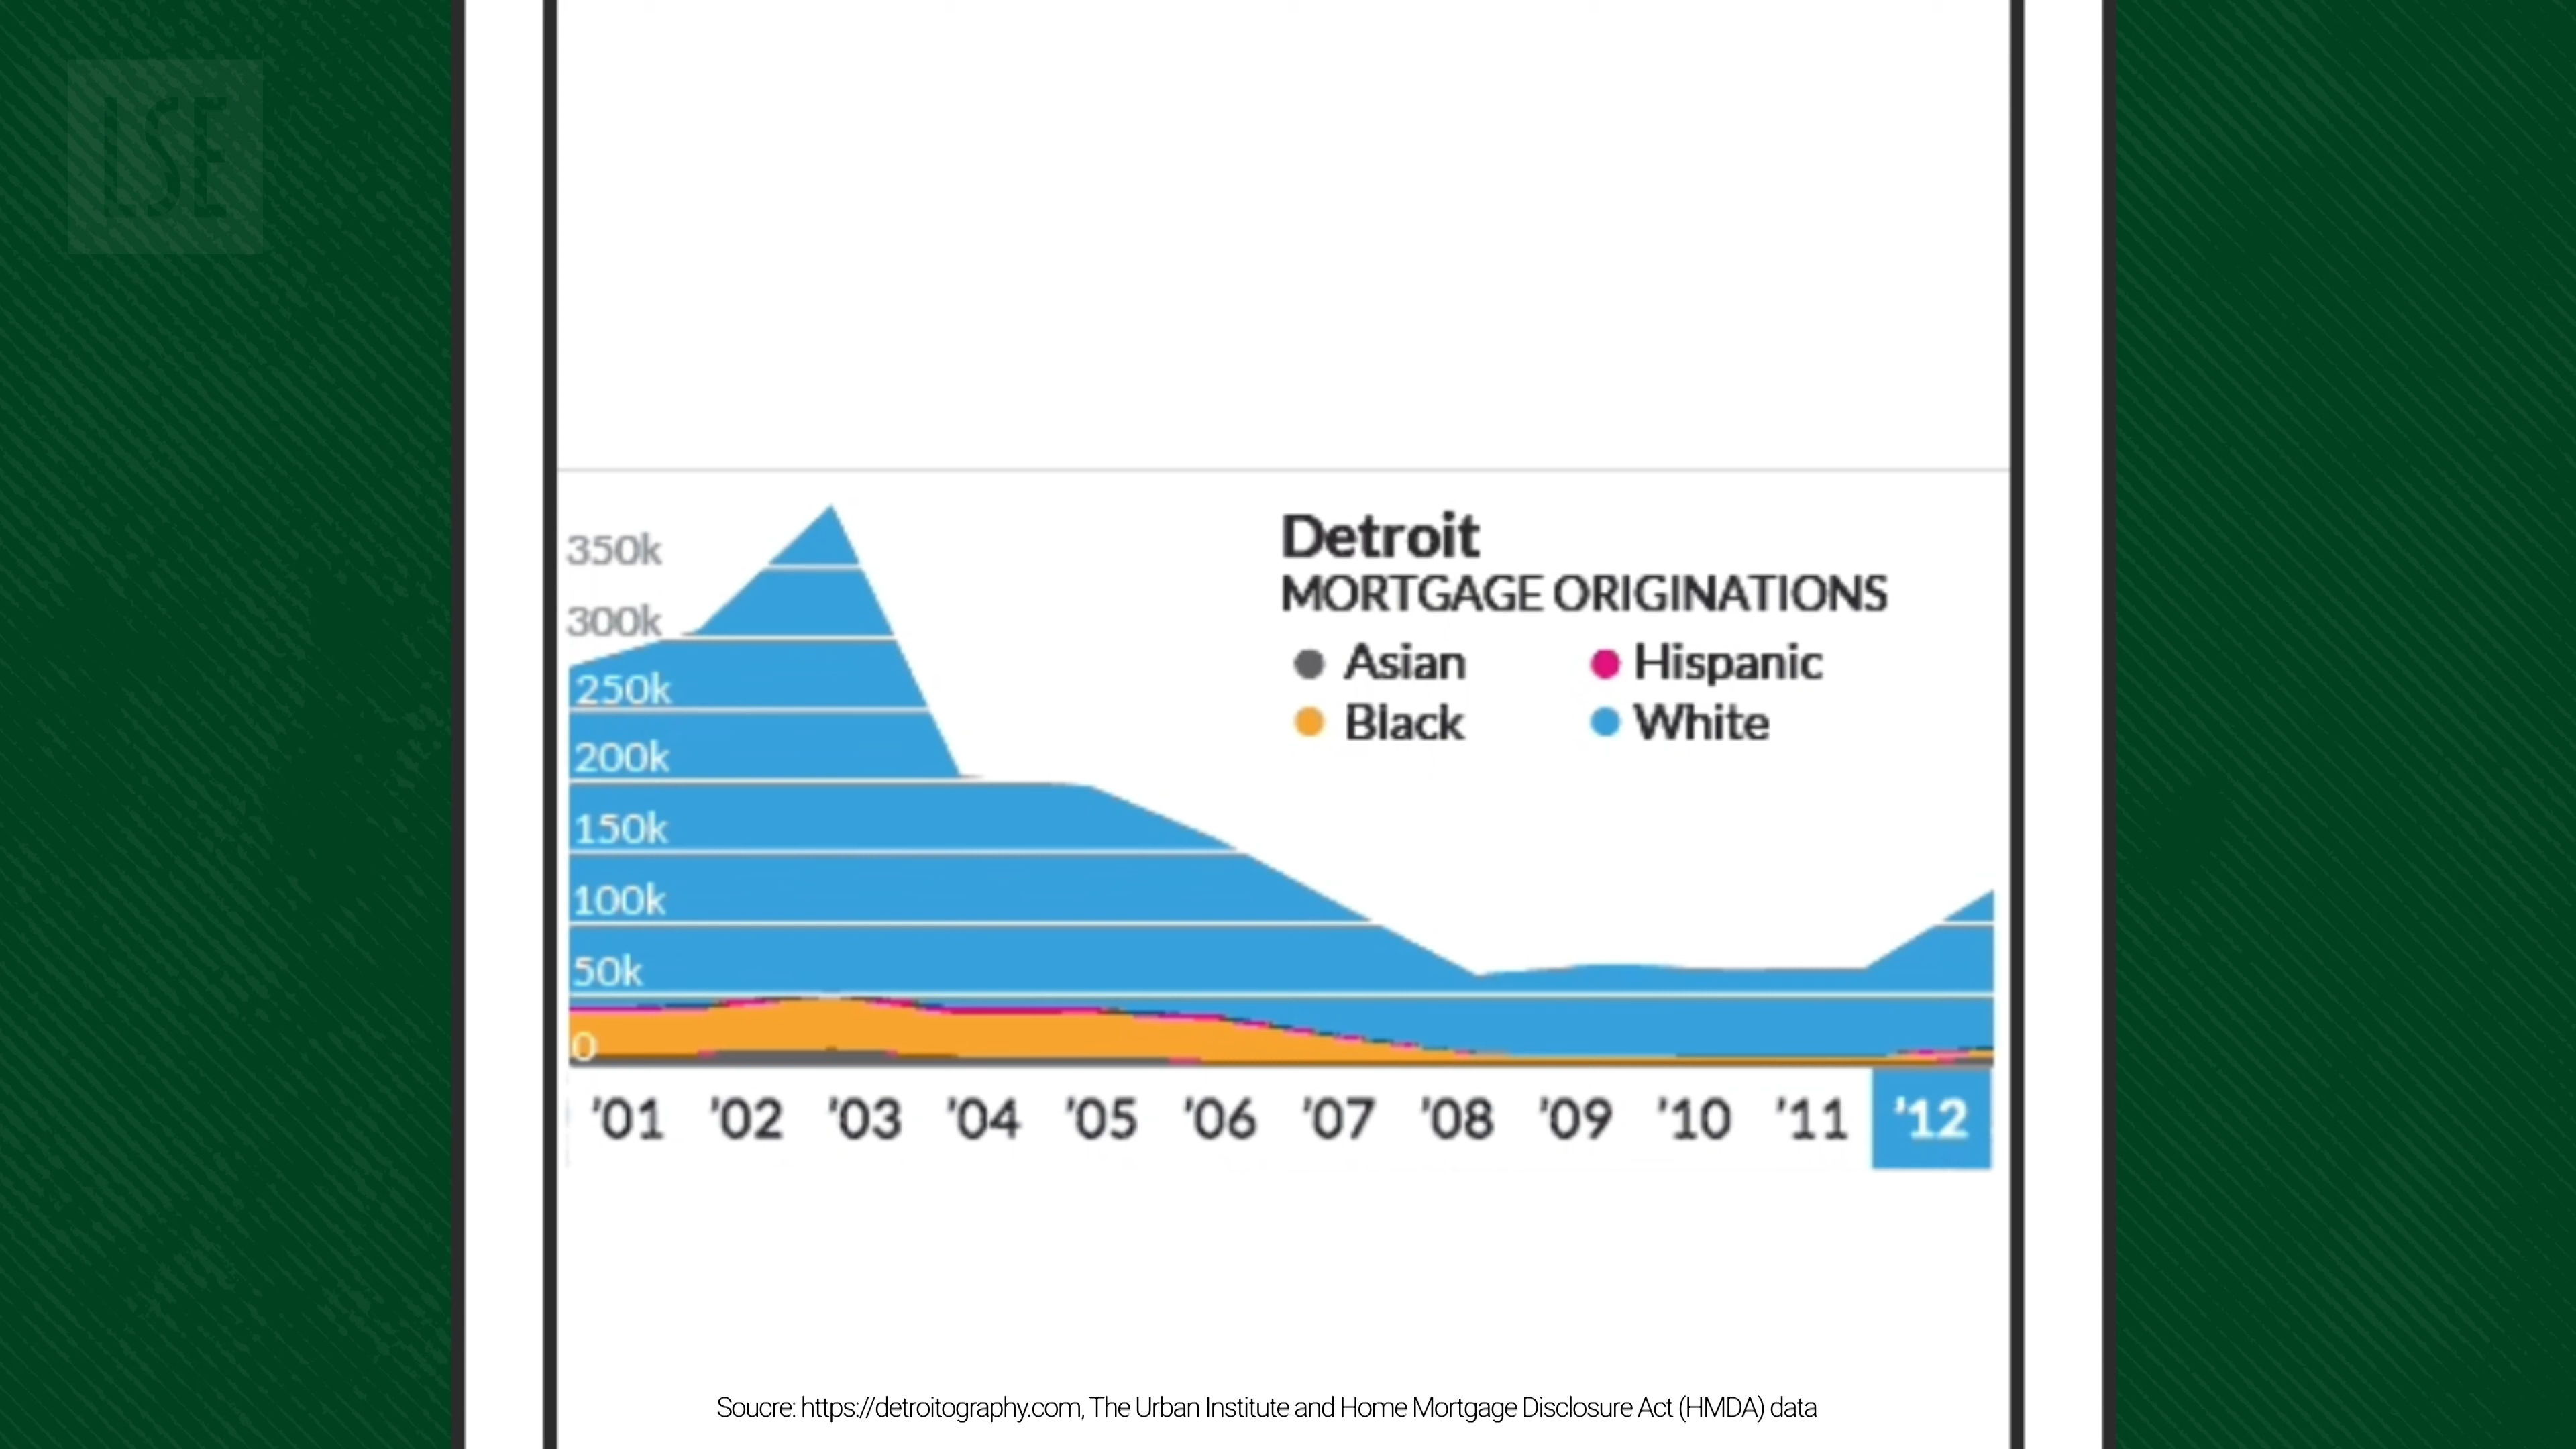 LSE
Detroit
MORTGAGE ORIGINATIONS
Asian Hispanic
Black White
350k
300k
250k
200k
150k
100k
50k
0
'01 '02 '03 '04 '05 '06 '07 '08 '09 '10 '11 '12
Soucre: https://detroitography.com, The Urban Institute and Home Mortgage Disclosure Act (HMDA) data